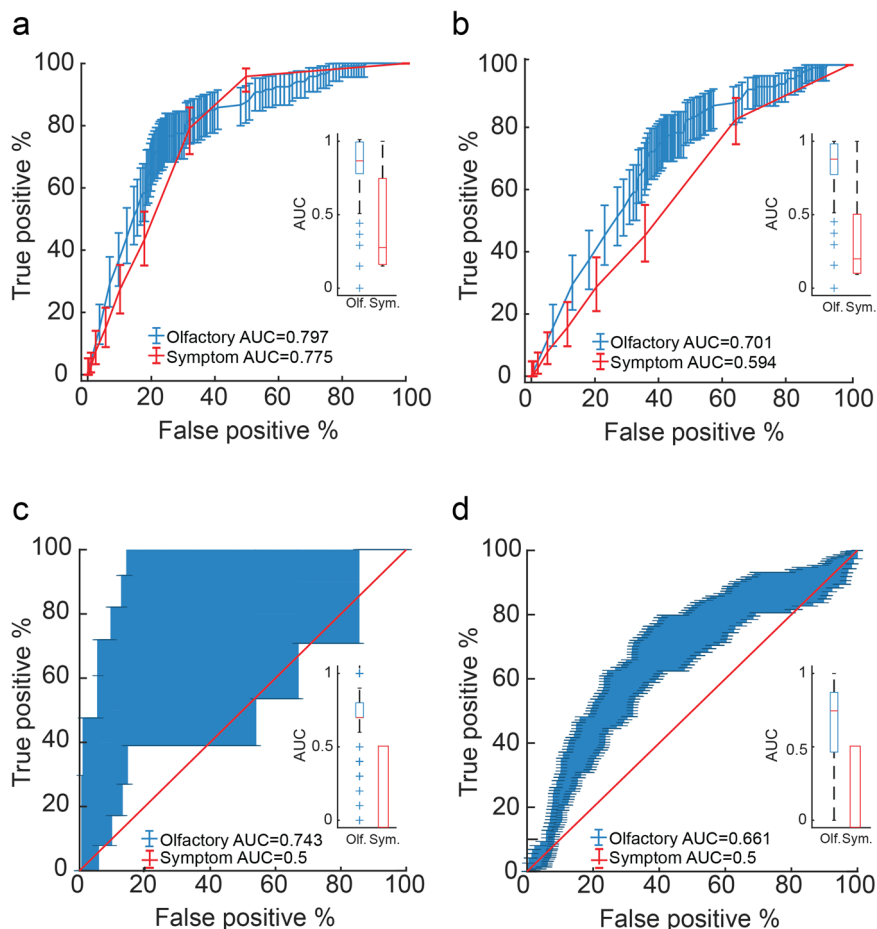 a
100
80
60
40
20
0
True positive %
0 20 40 60 80 100
False positive %
Olfactory AUC=0.797
Symptom AUC=0.775
1
0.5
0
AUC
Olf. Sym.
b
100
80
60
40
20
0
True positive %
0 20 40 60 80 100
False positive %
Olfactory AUC=0.701
Symptom AUC=0.594
1
0.5
0
AUC
Olf. Sym.
c
100
80
60
40
20
0
True positive %
0 20 40 60 80 100
False positive %
Olfactory AUC=0.743
Symptom AUC=0.5
1
0.5
0
AUC
Olf. Sym.
d
100
80
60
40
20
0
True positive %
0 20 40 60 80 100
False positive %
Olfactory AUC=0.661
Symptom AUC=0.5
1
0.5
0
AUC
Olf. Sym.